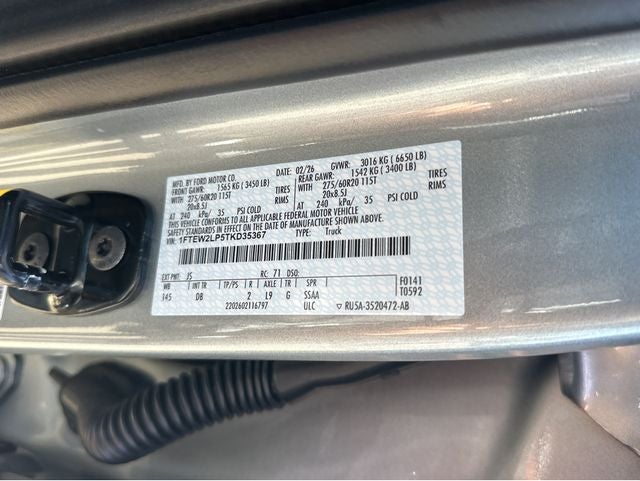 MFD. BY FORD MOTOR CO.
DATE: 02/26 GVWR: 3016 KG ( 6650 LB)
FRONT GAWR: 1565 KG ( 3450 LB) REAR GAWR: 1542 KG ( 3400 LB)
WITH 275/60R20 115T TIRES WITH 275/60R20 115T TIRES
20x8.5J RIMS 20x8.5J RIMS
AT 240 kPa/ 35 PSI COLD AT 240 kPa/ 35 PSI COLD
THIS VEHICLE CONFORMS TO ALL APPLICABLE FEDERAL MOTOR VEHICLE
SAFETY STANDARDS IN EFFECT ON THE DATE OF MANUFACTURE SHOWN ABOVE.
VIN: 1FTEW2LP5TKD35367
TYPE: Truck
EXT PNT: JS RC: 71 DSO:
WB TP/PS R AXLE TR SPR F0141
145 DB 2 L9 G SSAA T0592
2202602116797 ULC RU5A-3520472-AB